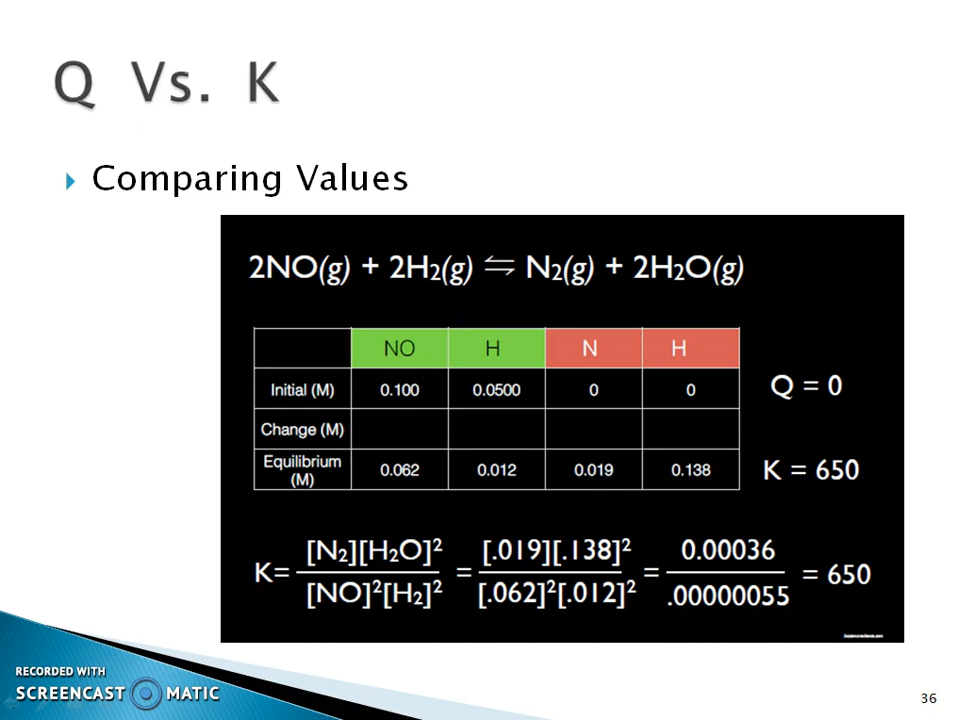 Q Vs. K
Comparing Values
2NO(g) + 2H₂(g) ⇋ N₂(g) + 2H₂O(g)
NO H N H
Initial (M) 0.100 0.0500 0 0
Q = 0
Change (M)
Equilibrium (M) 0.062 0.012 0.019 0.138
K = 650
K= [N₂][H₂O]² / [NO]²[H₂]² = [.019][.138]² / [.062]²[.012]² = 0.00036 / .00000055 = 650
RECORDED WITH
SCREENCAST MATIC
36